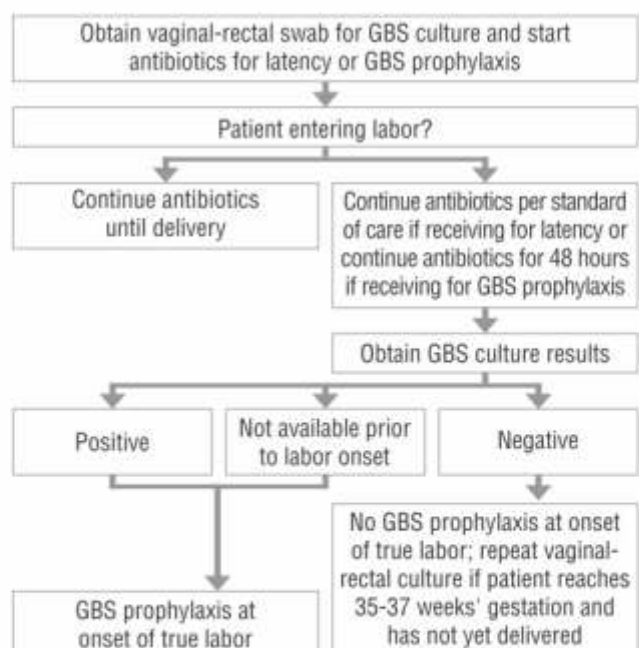 Obtain vaginal-rectal swab for GBS culture and start
antibiotics for latency or GBS prophylaxis
Patient entering labor?
Continue antibiotics
until delivery
Continue antibiotics per standard
of care if receiving for latency or
continue antibiotics for 48 hours
if receiving for GBS prophylaxis
Obtain GBS culture results
Positive
Not available prior
to labor onset
Negative
GBS prophylaxis at
onset of true labor
No GBS prophylaxis at onset
of true labor; repeat vaginal-
rectal culture if patient reaches
35-37 weeks' gestation and
has not yet delivered